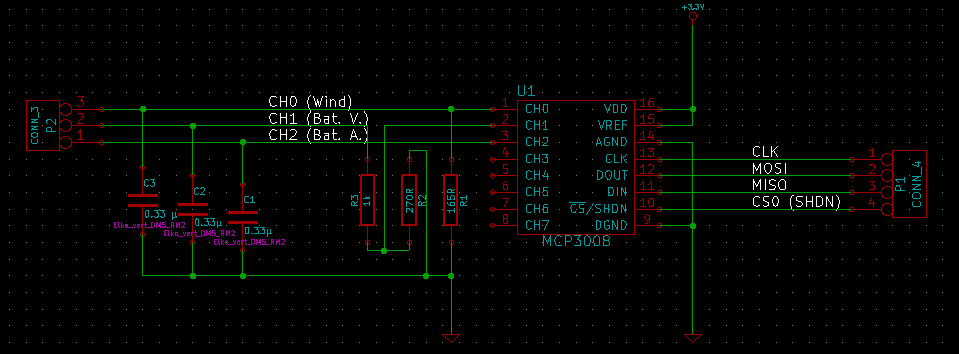 +3.3V
U1
CONN_3
P2
3
2
1
CH0 (Wind)
CH1 (Bat. V.)
CH2 (Bat. A.)
1 CH0 VDD 16
2 CH1 VREF 15
3 CH2 AGND 14
4 CH3 CLK 13
5 CH4 DOUT 12
6 CH5 DIN 11
7 CH6 CS/SHDN 10
8 CH7 DGND 9
MCP3008
CLK
MOSI
MISO
CS0 (SHDN)
1
2
3
4
P1
CONN_4
C3
0.33 µ
Elko_vert_DM5_RM2
C2
0.33µ
Elko_vert_DM5_RM2
C1
0.33µ
Elko_vert_DM5_RM2
R3
1k
270R
R2
165R
R1